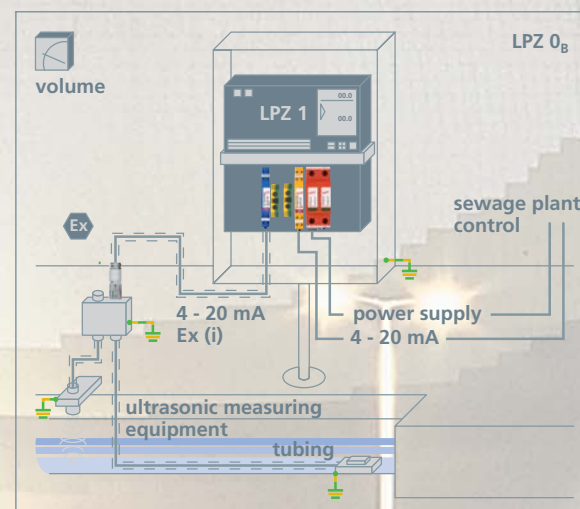 LPZ 0B
volume
00.0
LPZ 1
00.0
sewage plant
control
Ex
4 - 20 mA
Ex (i)
power supply
4 - 20 mA
ultrasonic measuring
equipment
tubing